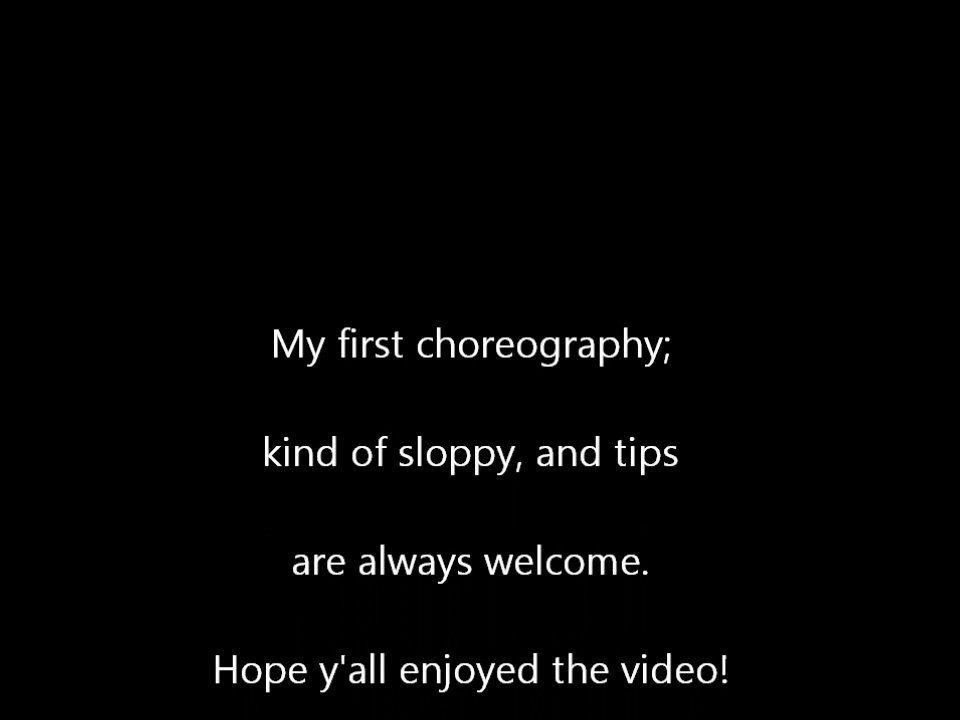 My first choreography;
kind of sloppy, and tips
are always welcome.
Hope y'all enjoyed the video!